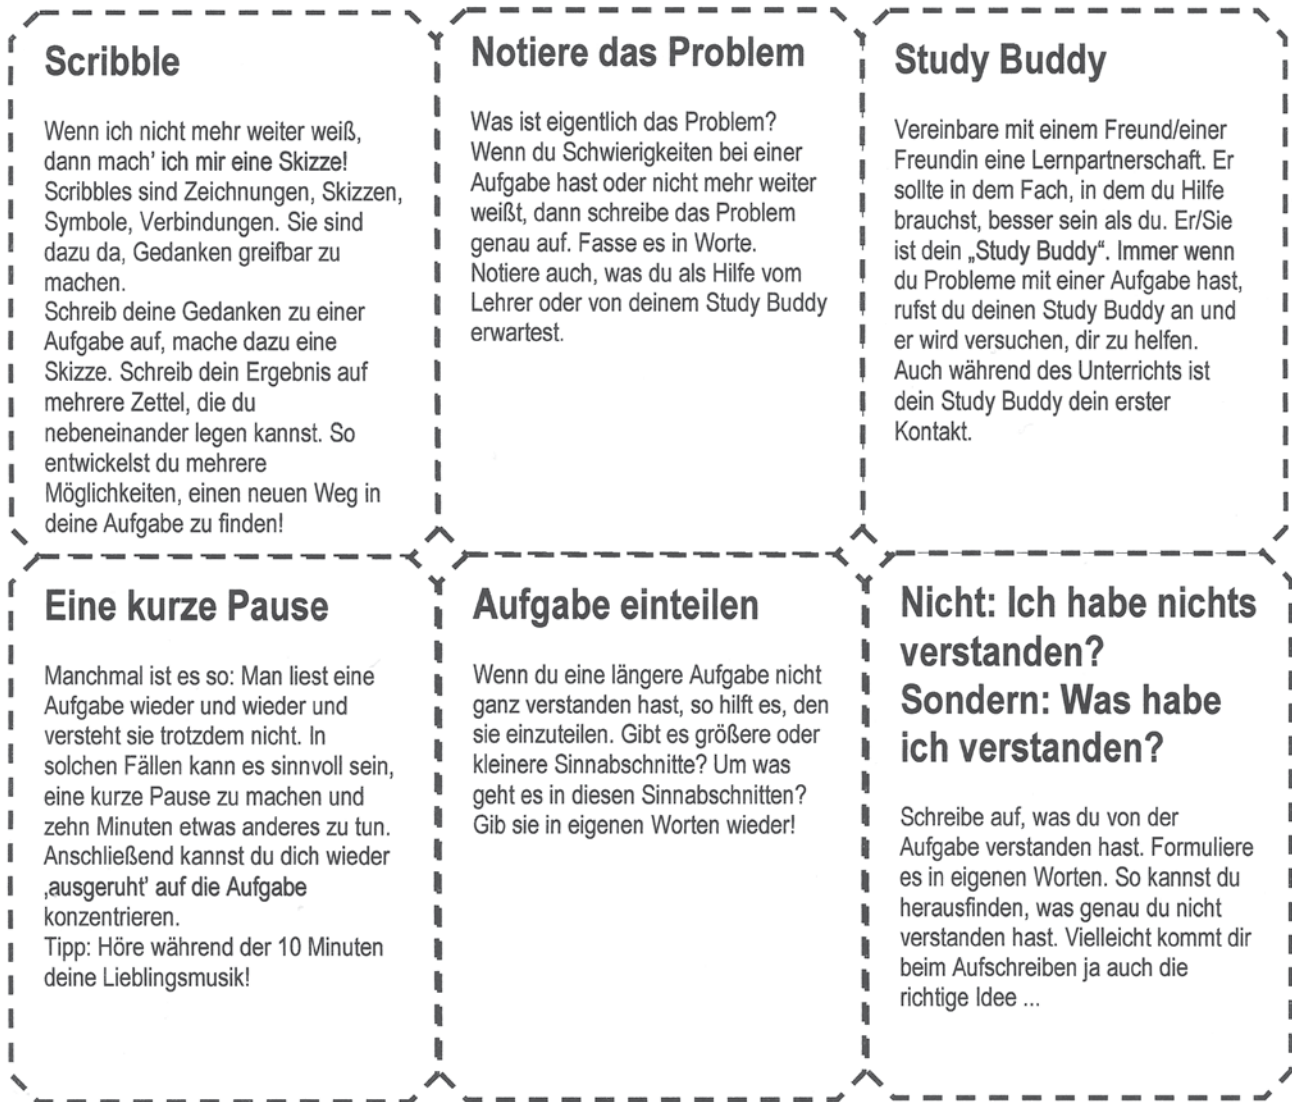 Scribble
Wenn ich nicht mehr weiter weiß,
dann mach' ich mir eine Skizze!
Scribbles sind Zeichnungen, Skizzen,
Symbole, Verbindungen. Sie sind
dazu da, Gedanken greifbar zu
machen.
Schreib deine Gedanken zu einer
Aufgabe auf, mache dazu eine
Skizze. Schreib dein Ergebnis auf
mehrere Zettel, die du
nebeneinander legen kannst. So
entwickelst du mehrere
Möglichkeiten, einen neuen Weg in
deine Aufgabe zu finden!
Notiere das Problem
Was ist eigentlich das Problem?
Wenn du Schwierigkeiten bei einer
Aufgabe hast oder nicht mehr weiter
weißt, dann schreibe das Problem
genau auf. Fasse es in Worte.
Notiere auch, was du als Hilfe vom
Lehrer oder von deinem Study Buddy
erwartest.
Study Buddy
Vereinbare mit einem Freund/einer
Freundin eine Lernpartnerschaft. Er
sollte in dem Fach, in dem du Hilfe
brauchst, besser sein als du. Er/Sie
ist dein „Study Buddy“. Immer wenn
du Probleme mit einer Aufgabe hast,
rufst du deinen Study Buddy an und
er wird versuchen, dir zu helfen.
Auch während des Unterrichts ist
dein Study Buddy dein erster
Kontakt.
Eine kurze Pause
Manchmal ist es so: Man liest eine
Aufgabe wieder und wieder und
versteht sie trotzdem nicht. In
solchen Fällen kann es sinnvoll sein,
eine kurze Pause zu machen und
zehn Minuten etwas anderes zu tun.
Anschließend kannst du dich wieder
‚ausgeruht' auf die Aufgabe
konzentrieren.
Tipp: Höre während der 10 Minuten
deine Lieblingsmusik!
Aufgabe einteilen
Wenn du eine längere Aufgabe nicht
ganz verstanden hast, so hilft es, den
sie einzuteilen. Gibt es größere oder
kleinere Sinnabschnitte? Um was
geht es in diesen Sinnabschnitten?
Gib sie in eigenen Worten wieder!
Nicht: Ich habe nichts
verstanden?
Sondern: Was habe
ich verstanden?
Schreibe auf, was du von der
Aufgabe verstanden hast. Formuliere
es in eigenen Worten. So kannst du
herausfinden, was genau du nicht
verstanden hast. Vielleicht kommt dir
beim Aufschreiben ja auch die
richtige Idee ...